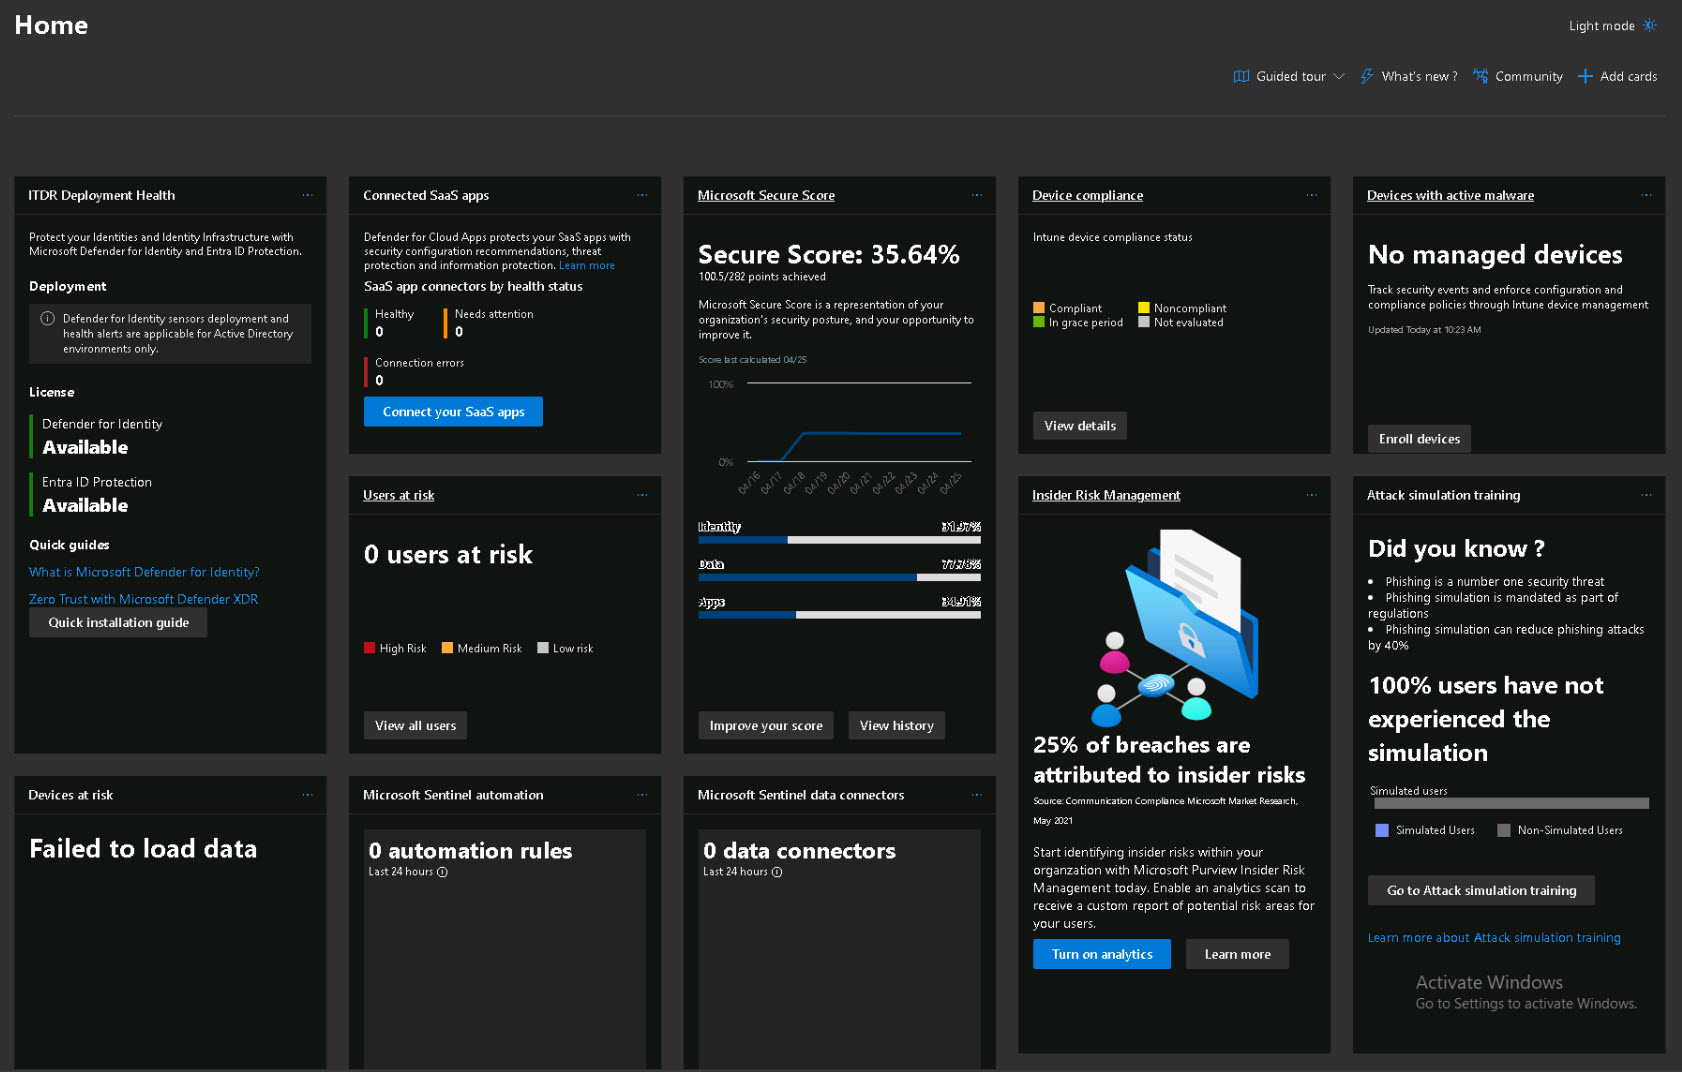 Home
Light mode
Guided tour
What's new ?
Community
Add cards
ITDR Deployment Health
Protect your Identities and Identity Infrastructure with
Microsoft Defender for Identity and Entra ID Protection.
Deployment
Defender for Identity sensors deployment and
health alerts are applicable for Active Directory
environments only.
License
Defender for Identity
Available
Entra ID Protection
Available
Quick guides
What is Microsoft Defender for Identity?
Zero Trust with Microsoft Defender XDR
Quick installation guide
Connected SaaS apps
Defender for Cloud Apps protects your SaaS apps with
security configuration recommendations, threat
protection and information protection. Learn more
SaaS app connectors by health status
Healthy
0
Needs attention
0
Connection errors
0
Connect your SaaS apps
Users at risk
0 users at risk
High Risk
Medium Risk
Low risk
View all users
Microsoft Secure Score
Secure Score: 35.64%
100.5/282 points achieved
Microsoft Secure Score is a representation of your
organization's security posture, and your opportunity to
improve it.
Score last calculated 04/25
100%
0%
04/16
04/17
04/18
04/19
04/20
04/21
04/22
04/23
04/24
04/25
Identity 31.97%
Data 77.78%
Apps 34.91%
Improve your score
View history
Device compliance
Intune device compliance status
Compliant
Noncompliant
In grace period
Not evaluated
View details
Devices with active malware
No managed devices
Track security events and enforce configuration and
compliance policies through Intune device management
Updated Today at 10:23 AM
Enroll devices
Insider Risk Management
25% of breaches are
attributed to insider risks
Source: Communication Compliance Microsoft Market Research,
May 2021
Start identifying insider risks within your
organzation with Microsoft Purview Insider Risk
Management today. Enable an analytics scan to
receive a custom report of potential risk areas for
your users.
Turn on analytics
Learn more
Attack simulation training
Did you know ?
• Phishing is a number one security threat
• Phishing simulation is mandated as part of
regulations
• Phishing simulation can reduce phishing attacks
by 40%
100% users have not
experienced the
simulation
Simulated users
Simulated Users
Non-Simulated Users
Go to Attack simulation training
Learn more about Attack simulation training
Devices at risk
Failed to load data
Microsoft Sentinel automation
0 automation rules
Last 24 hours
Microsoft Sentinel data connectors
0 data connectors
Last 24 hours
Activate Windows
Go to Settings to activate Windows.